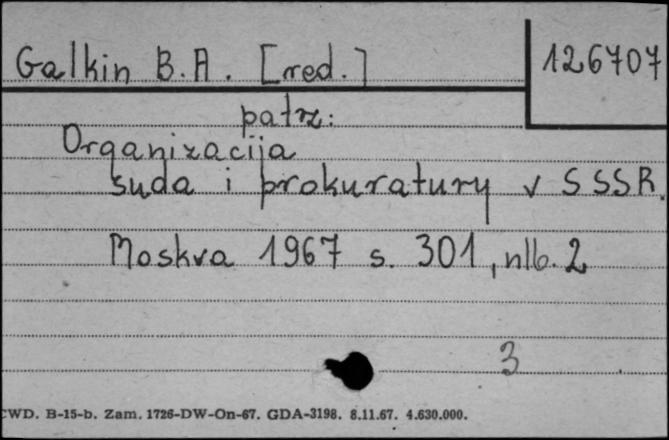 Galkin B.A. [red.]
126707
patrz:
Organizacija
suda i prokuratury v SSSR.
Moskva 1967 s. 301, nlb. 2
3
CWD. B-15-b. Zam. 1726-DW-On-67. GDA-3198. 8.11.67. 4.630.000.